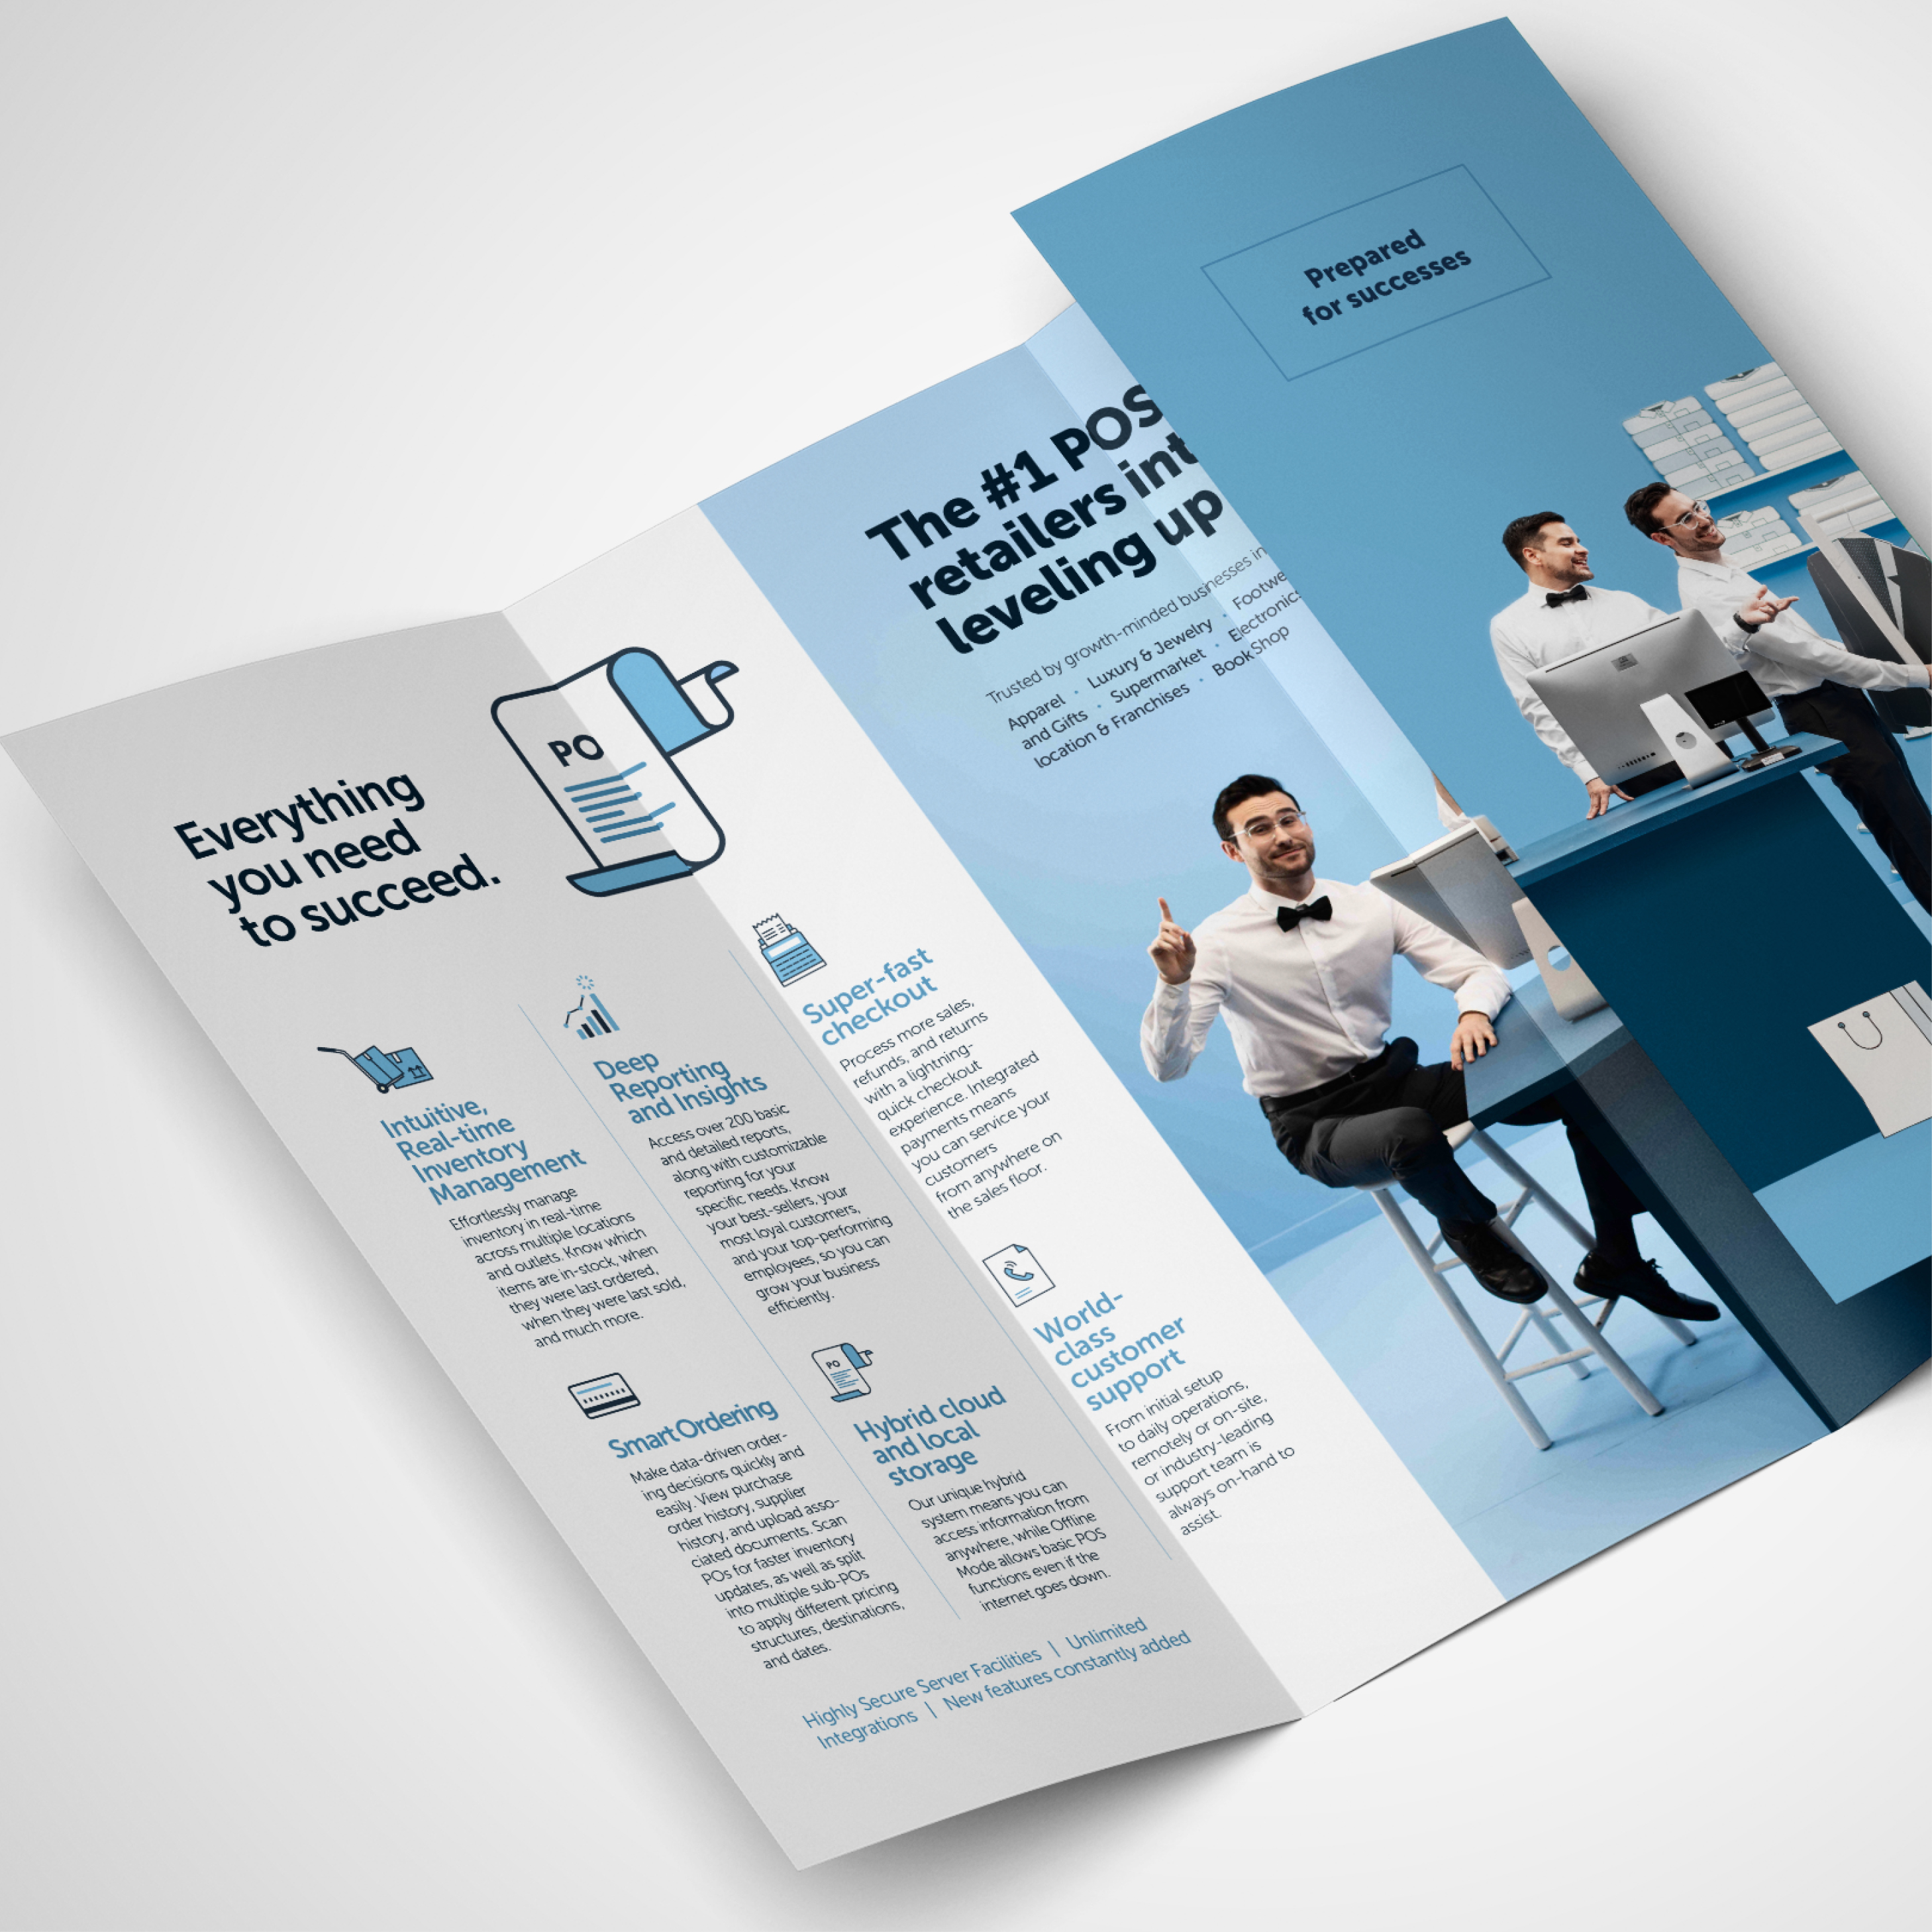 Prepared
for successes
The #1 POS
retailers
leveling up
Trusted by growth-minded businesses in
Apparel • Luxury & Jewelry •
and Gifts • Supermarket •
location & Franchises • Book Shop
Everything
you need
to succeed.
PO
Intuitive,
Real-time
Inventory
Management
Effortlessly manage
inventory in real-time
across multiple locations
and outlets. Know which
items are in-stock, when
they were last ordered,
when they were last sold,
and much more.
Smart Ordering
Make data-driven order-
ing decisions quickly and
easily. View purchase
order history, supplier
history, and upload asso-
ciated documents. Scan
POs for faster inventory
updates, as well as split
into multiple sub-POs
to apply different pricing
structures, destinations,
and dates.
Deep
Reporting
and Insights
Access over 200 basic
and detailed reports,
along with customizable
reporting for your
specific needs. Know
your best-sellers, your
most loyal customers,
and your top-performing
employees, so you can
grow your business
efficiently.
PO
Hybrid cloud
and local
storage
Our unique hybrid
system means you can
access information from
anywhere, while Offline
Mode allows basic POS
functions even if the
internet goes down.
Super-fast
checkout
Process more sales,
refunds, and returns
with a lightning-
quick checkout
experience. Integrated
payments means
you can service your
customers
from anywhere on
the sales floor.
World-
class
customer
support
From initial setup
to daily operations,
remotely or on-site,
or industry-leading
support team is
always on-hand to
assist.
Highly Secure Server Facilities | Unlimited
Integrations | New features constantly added